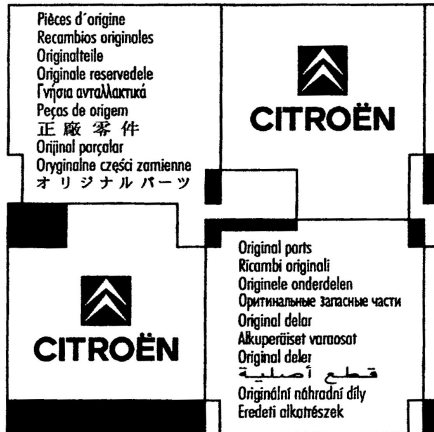 Pièces d´origine
Recambios originales
Originalteile
Originale reservedele
Γνήσια ανταλλακτικά
Peças de origem
正廠零件
Orijinal parçalar
Oryginalne części zamienne
オリジナルパーツ
CITROËN
CITROËN
Original parts
Ricambi originali
Originele onderdelen
Оритинальные запасные части
Original delar
Alkuperäiset varaosat
Original deler
قطع أصلية
Originální náhradní díly
Eredeti alkatrészek